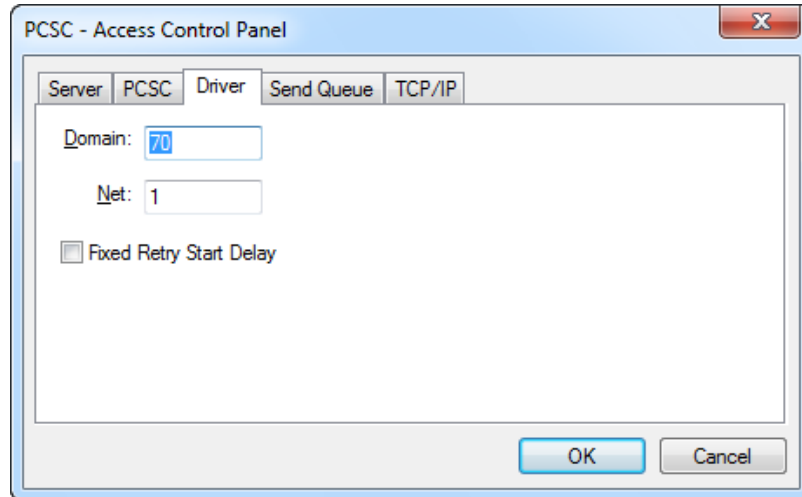 PCSC - Access Control Panel
Server PCSC Driver Send Queue TCP/IP
Domain: 70
Net: 1
Fixed Retry Start Delay
OK Cancel